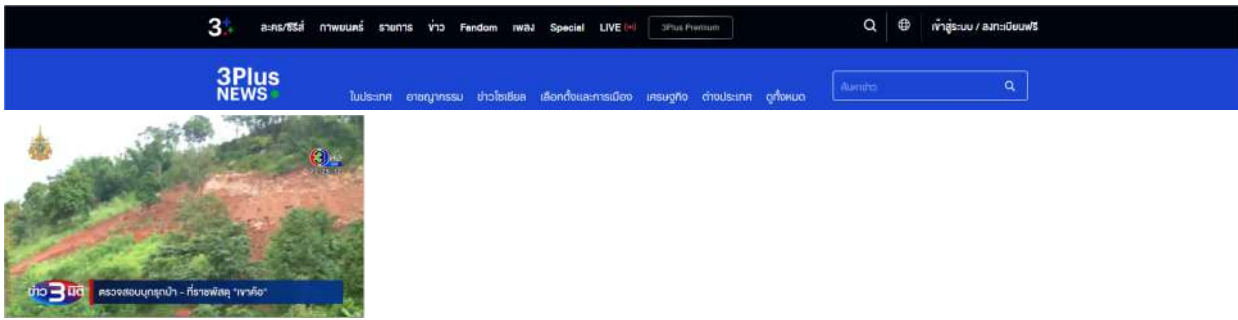 3
ละคร/ซีรีส์ ภาพยนตร์ รายการ ข่าว Fandom เพลง Special LIVE 3Plus Premium เข้าสู่ระบบ / ลงทะเบียนฟรี
3Plus
NEWS
ในประเทศ อาชญากรรม ข่าวโซเชียล เลือกตั้งและการเมือง เศรษฐกิจ ต่างประเทศ ดูทั้งหมด ค้นหาข่าว
3
ข่าว 3 มิติ ตรวจสอบบุกรุกป่า - ที่ราชพัสดุ "เขาค้อ"